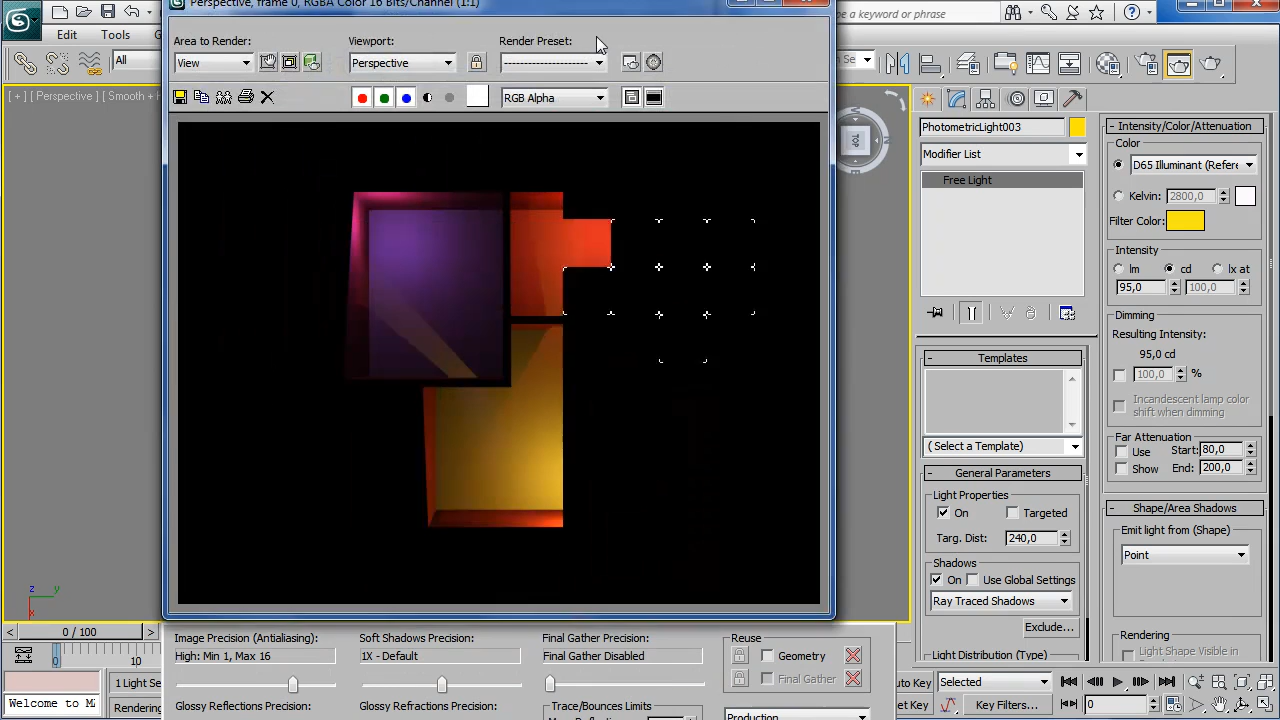 Perspective, frame 0, RGBA Color 16 Bits/Channel (1:1)
e a keyword or phrase
Edit Tools
Area to Render: Viewport: Render Preset:
View Perspective
All
RGB Alpha
[ + ] [ Perspective ] [ Smooth + H
TOP
PhotometricLight003
Modifier List
Free Light
Templates
( Select a Template)
General Parameters
Light Properties
On Targeted
Targ. Dist: 240,0
Shadows
On Use Global Settings
Ray Traced Shadows
Exclude...
Light Distribution (Type)
Intensity/Color/Attenuation
Color
D65 Illuminant (Refere
Kelvin: 2800,0
Filter Color:
Intensity
lm cd lx at
95,0 100,0
Dimming
Resulting Intensity:
95,0 cd
100,0 %
Incandescent lamp color
shift when dimming
Far Attenuation
Use Start: 80,0
Show End: 200,0
Shape/Area Shadows
Emit light from (Shape)
Point
Rendering
Light Shape Visible in
z y
x
0 / 100
10
1 Light Se
Welcome to MA
Rendering
Image Precision (Antialiasing): Soft Shadows Precision: Final Gather Precision: Reuse
High: Min 1, Max 16 1X - Default Final Gather Disabled Geometry
Final Gather
Glossy Reflections Precision: Glossy Refractions Precision: Trace/Bounces Limits
Production
uto Key Selected
et Key Key Filters... 0